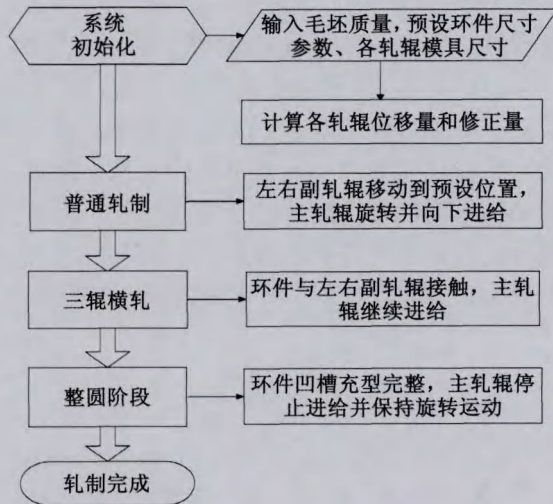 系统
初始化
输入毛坯质量，预设环件尺寸
参数、各轧辊模具尺寸
计算各轧辊位移量和修正量
普通轧制
左右副轧辊移动到预设位置，
主轧辊旋转并向下进给
三辊横轧
环件与左右副轧辊接触，主轧
辊继续进给
整圆阶段
环件凹槽充型完整，主轧辊停
止进给并保持旋转运动
轧制完成